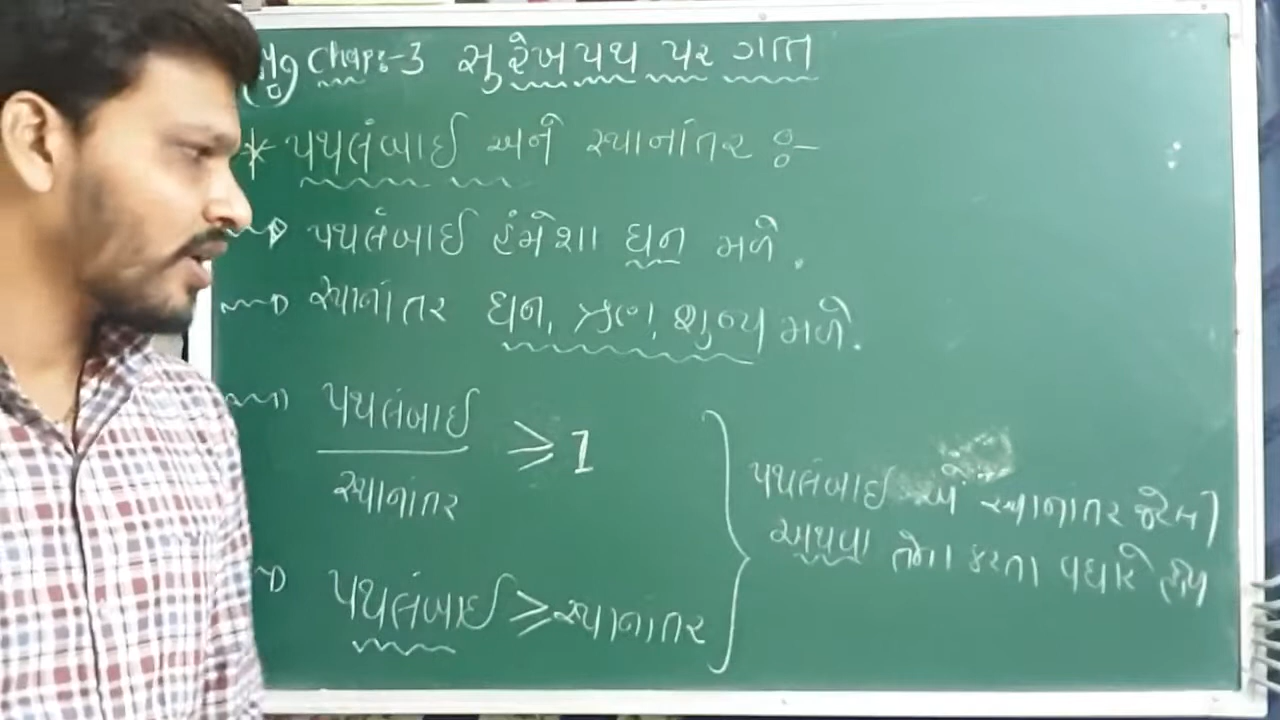 Chap:-3 સુરેખપથ પર ગતિ
* પથલંબાઈ અને સ્થાનાંતર :-
પથલંબાઈ હંમેશા ધન મળે.
સ્થાનાંતર ધન, ઋણ, શુન્ય મળે.
પથલંબાઈ
સ્થાનાંતર
≥ 1
પથલંબાઈ ≥ સ્થાનાંતર
પથલંબાઈ એ સ્થાનાંતર જેટલી
અથવા તેના કરતા વધારે હોય